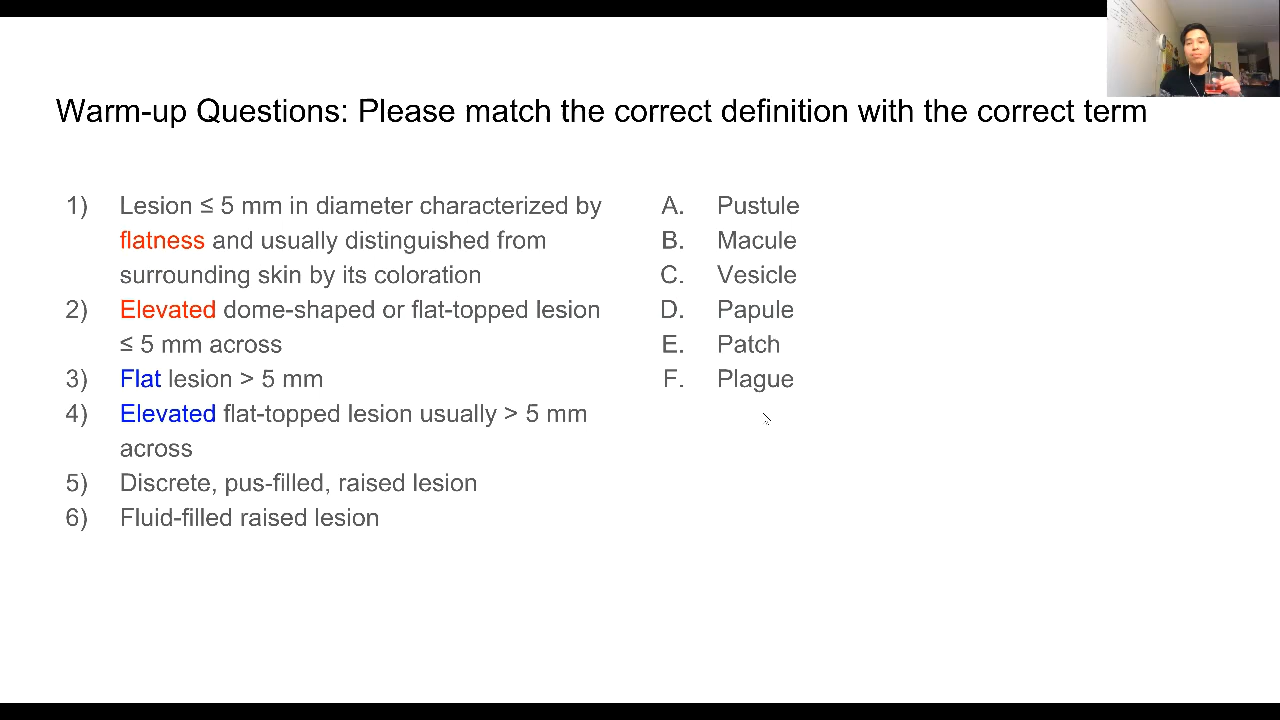 Warm-up Questions: Please match the correct definition with the correct term
1) Lesion ≤ 5 mm in diameter characterized by
flatness and usually distinguished from
surrounding skin by its coloration
2) Elevated dome-shaped or flat-topped lesion
≤ 5 mm across
3) Flat lesion > 5 mm
4) Elevated flat-topped lesion usually > 5 mm
across
5) Discrete, pus-filled, raised lesion
6) Fluid-filled raised lesion
A. Pustule
B. Macule
C. Vesicle
D. Papule
E. Patch
F. Plague